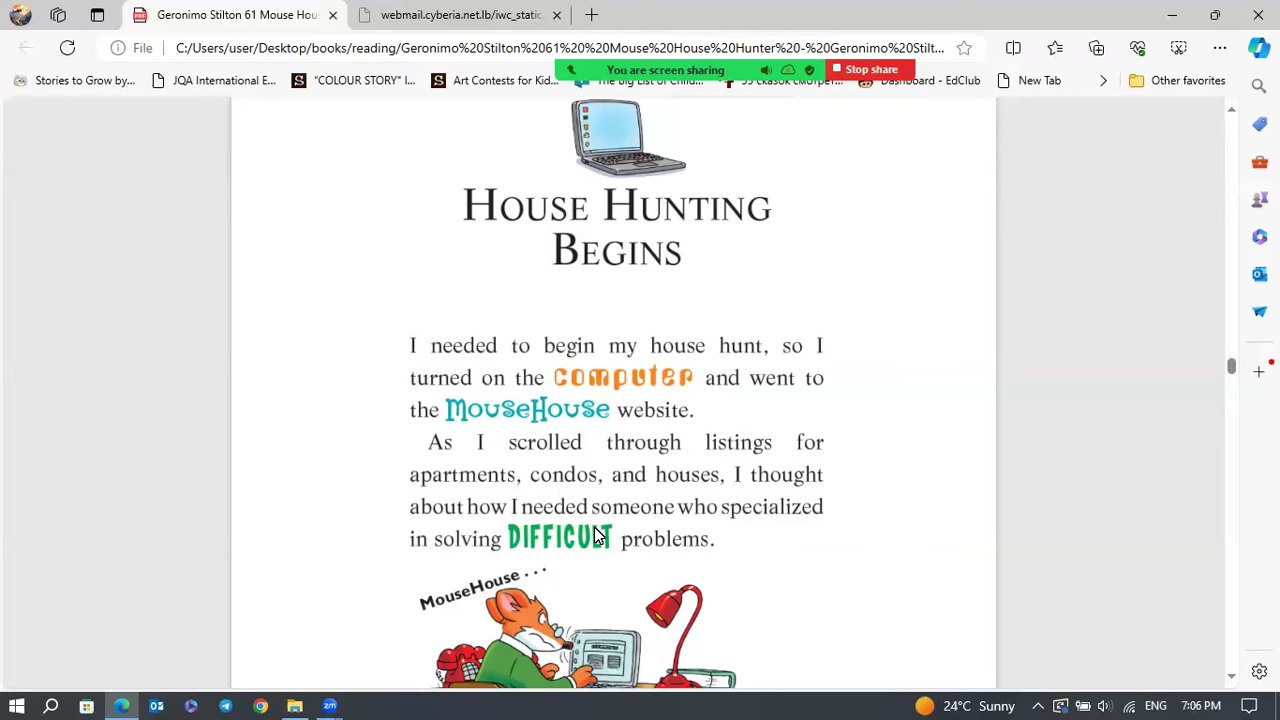 Geronimo Stilton 61 Mouse Hou
webmail.cyberia.net.lb/iwc_static
File
C:/Users/user/Desktop/books/reading/Geronimo%20Stilton%2061%20%20Mouse%20House%20Hunter%20-%20Geronimo%20Stilt...
You are screen sharing
Stop share
Stories to Grow by...
JOA International E...
"COLOUR STORY" I...
Art Contests for Kid...
The Big List of Child...
Dashboard - EdClub
New Tab
Other favorites
HOUSE HUNTING
BEGINS
I needed to begin my house hunt, so I
turned on the computer and went to
the MouseHouse website.
As I scrolled through listings for
apartments, condos, and houses, I thought
about how I needed someone who specialized
in solving DIFFICULT problems.
MouseHouse . . .
24°C Sunny
ENG
7:06 PM